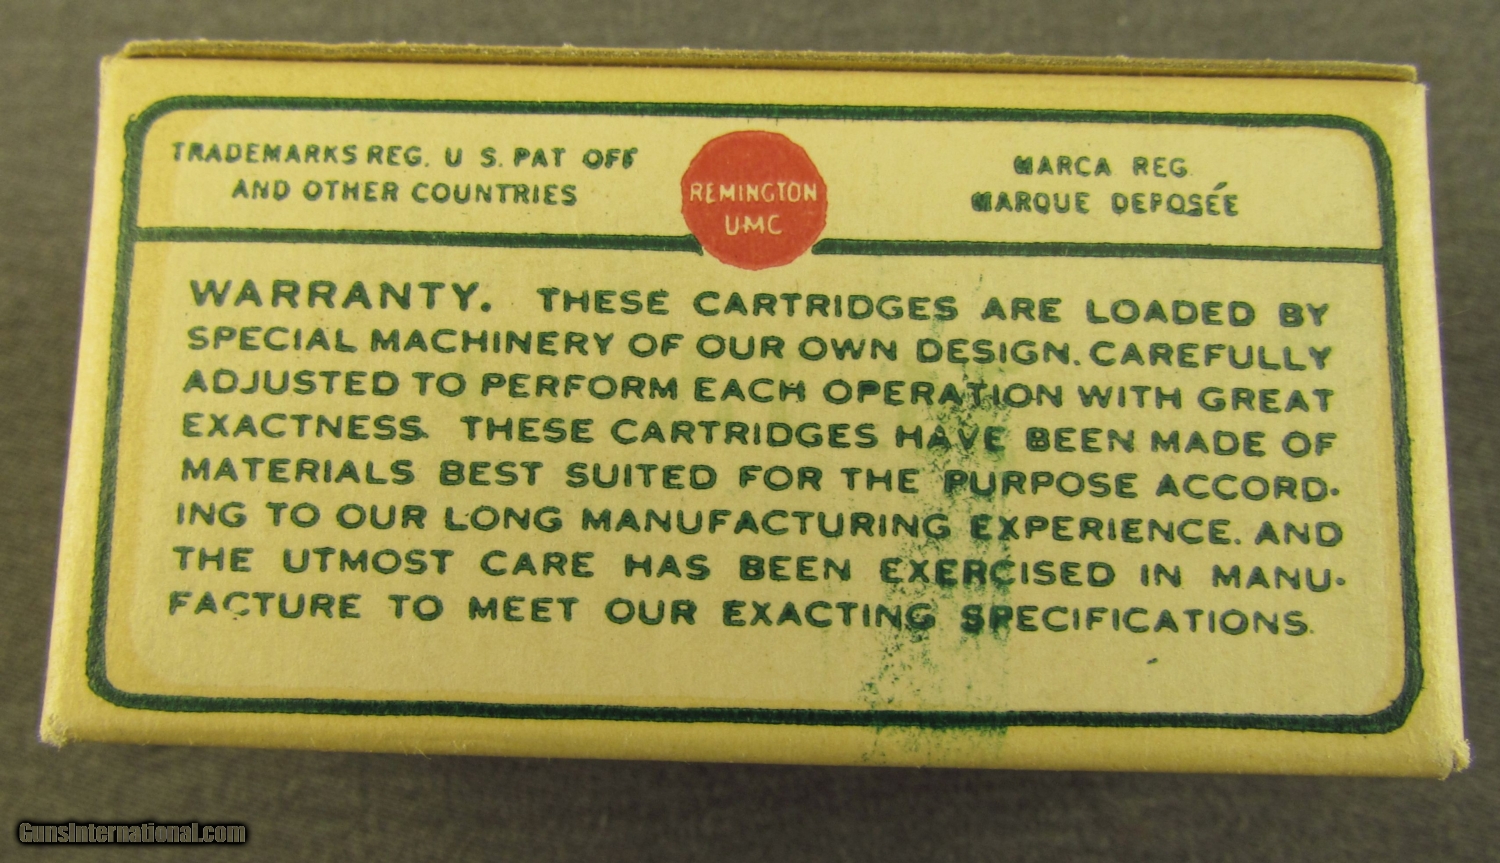 TRADEMARKS REG. U S. PAT OFF
AND OTHER COUNTRIES
REMINGTON
UMC
MARCA REG
MARQUE DEPOSÉE
WARRANTY. THESE CARTRIDGES ARE LOADED BY
SPECIAL MACHINERY OF OUR OWN DESIGN. CAREFULLY
ADJUSTED TO PERFORM EACH OPERATION WITH GREAT
EXACTNESS. THESE CARTRIDGES HAVE BEEN MADE OF
MATERIALS BEST SUITED FOR THE PURPOSE ACCORD-
ING TO OUR LONG MANUFACTURING EXPERIENCE. AND
THE UTMOST CARE HAS BEEN EXERCISED IN MANU-
FACTURE TO MEET OUR EXACTING SPECIFICATIONS.
GunsInternational.com